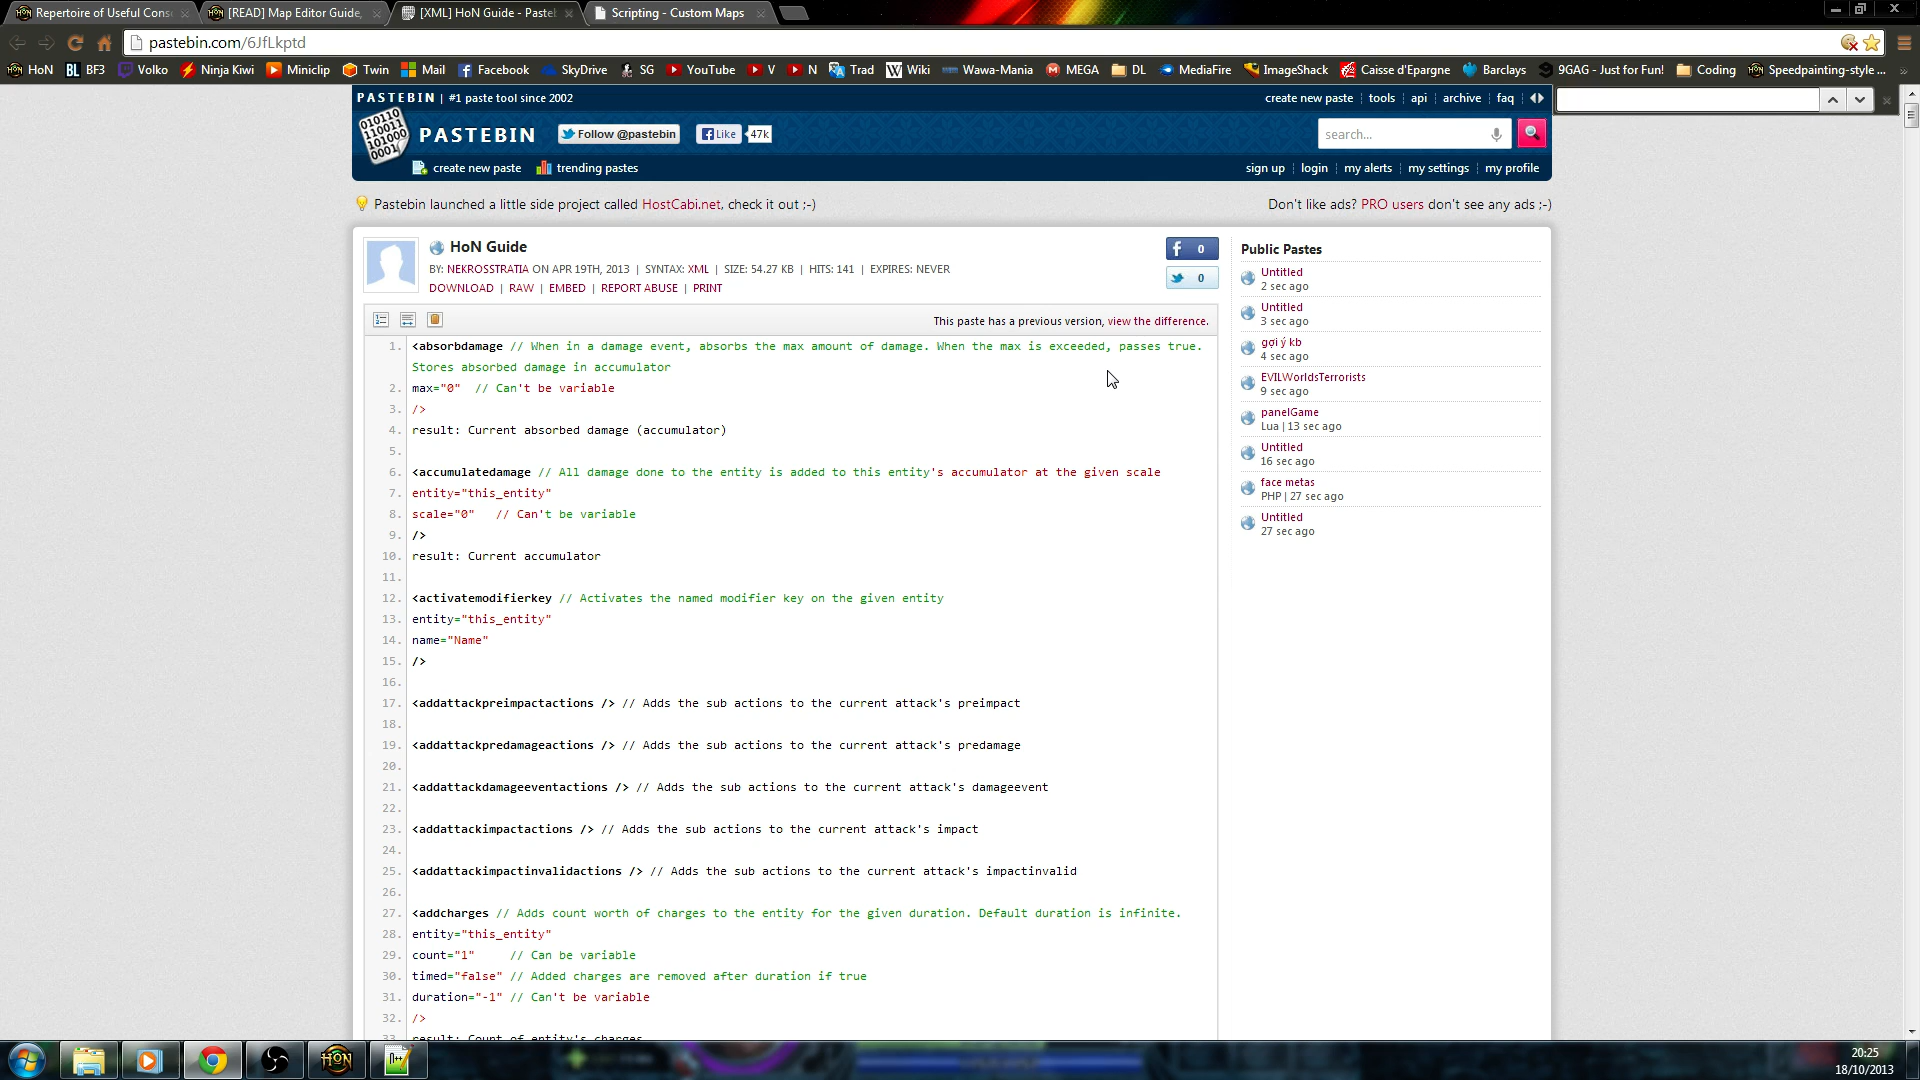 Repertoire of Useful Cons
[READ] Map Editor Guide,
[XML] HoN Guide - Pasteb
Scripting - Custom Maps
pastebin.com/6JfLkptd
HoN
BF3
Volko
Ninja Kiwi
Miniclip
Twin
Mail
Facebook
SkyDrive
SG
YouTube
V
N
Trad
Wiki
Wawa-Mania
MEGA
DL
MediaFire
ImageShack
Caisse d'Epargne
Barclays
9GAG - Just for Fun!
Coding
Speedpainting-style ...
PASTEBIN | #1 paste tool since 2002
create new paste | tools | api | archive | faq
PASTEBIN
Follow @pastebin
Like 47k
search...
create new paste
trending pastes
sign up | login | my alerts | my settings | my profile
Pastebin launched a little side project called HostCabi.net, check it out ;-)
Don't like ads? PRO users don't see any ads ;-)
HoN Guide
BY: NEKROSSTRATIA ON APR 19TH, 2013 | SYNTAX: XML | SIZE: 54.27 KB | HITS: 141 | EXPIRES: NEVER
DOWNLOAD | RAW | EMBED | REPORT ABUSE | PRINT
0
0
This paste has a previous version, view the difference.
1. <absorbdamage // When in a damage event, absorbs the max amount of damage. When the max is exceeded, passes true.
Stores absorbed damage in accumulator
2. max="0"  // Can't be variable
3. />
4. result: Current absorbed damage (accumulator)
5.
6. <accumulatedamage // All damage done to the entity is added to this entity's accumulator at the given scale
7. entity="this_entity"
8. scale="0"   // Can't be variable
9. />
10. result: Current accumulator
11.
12. <activatemodifierkey // Activates the named modifier key on the given entity
13. entity="this_entity"
14. name="Name"
15. />
16.
17. <addattackpreimpactactions /> // Adds the sub actions to the current attack's preimpact
18.
19. <addattackpredamageactions /> // Adds the sub actions to the current attack's predamage
20.
21. <addattackdamageeventactions /> // Adds the sub actions to the current attack's damageevent
22.
23. <addattackimpactactions /> // Adds the sub actions to the current attack's impact
24.
25. <addattackimpactinvalidactions /> // Adds the sub actions to the current attack's impactinvalid
26.
27. <addcharges // Adds count worth of charges to the entity for the given duration. Default duration is infinite.
28. entity="this_entity"
29. count="1"     // Can be variable
30. timed="false" // Added charges are removed after duration if true
31. duration="-1" // Can't be variable
32. />
33. result: Count of entity's charges
Public Pastes
Untitled
2 sec ago
Untitled
3 sec ago
gợi ý kb
4 sec ago
EVILWorldsTerrorists
9 sec ago
panelGame
Lua | 13 sec ago
Untitled
16 sec ago
face metas
PHP | 27 sec ago
Untitled
27 sec ago
20:25
18/10/2013